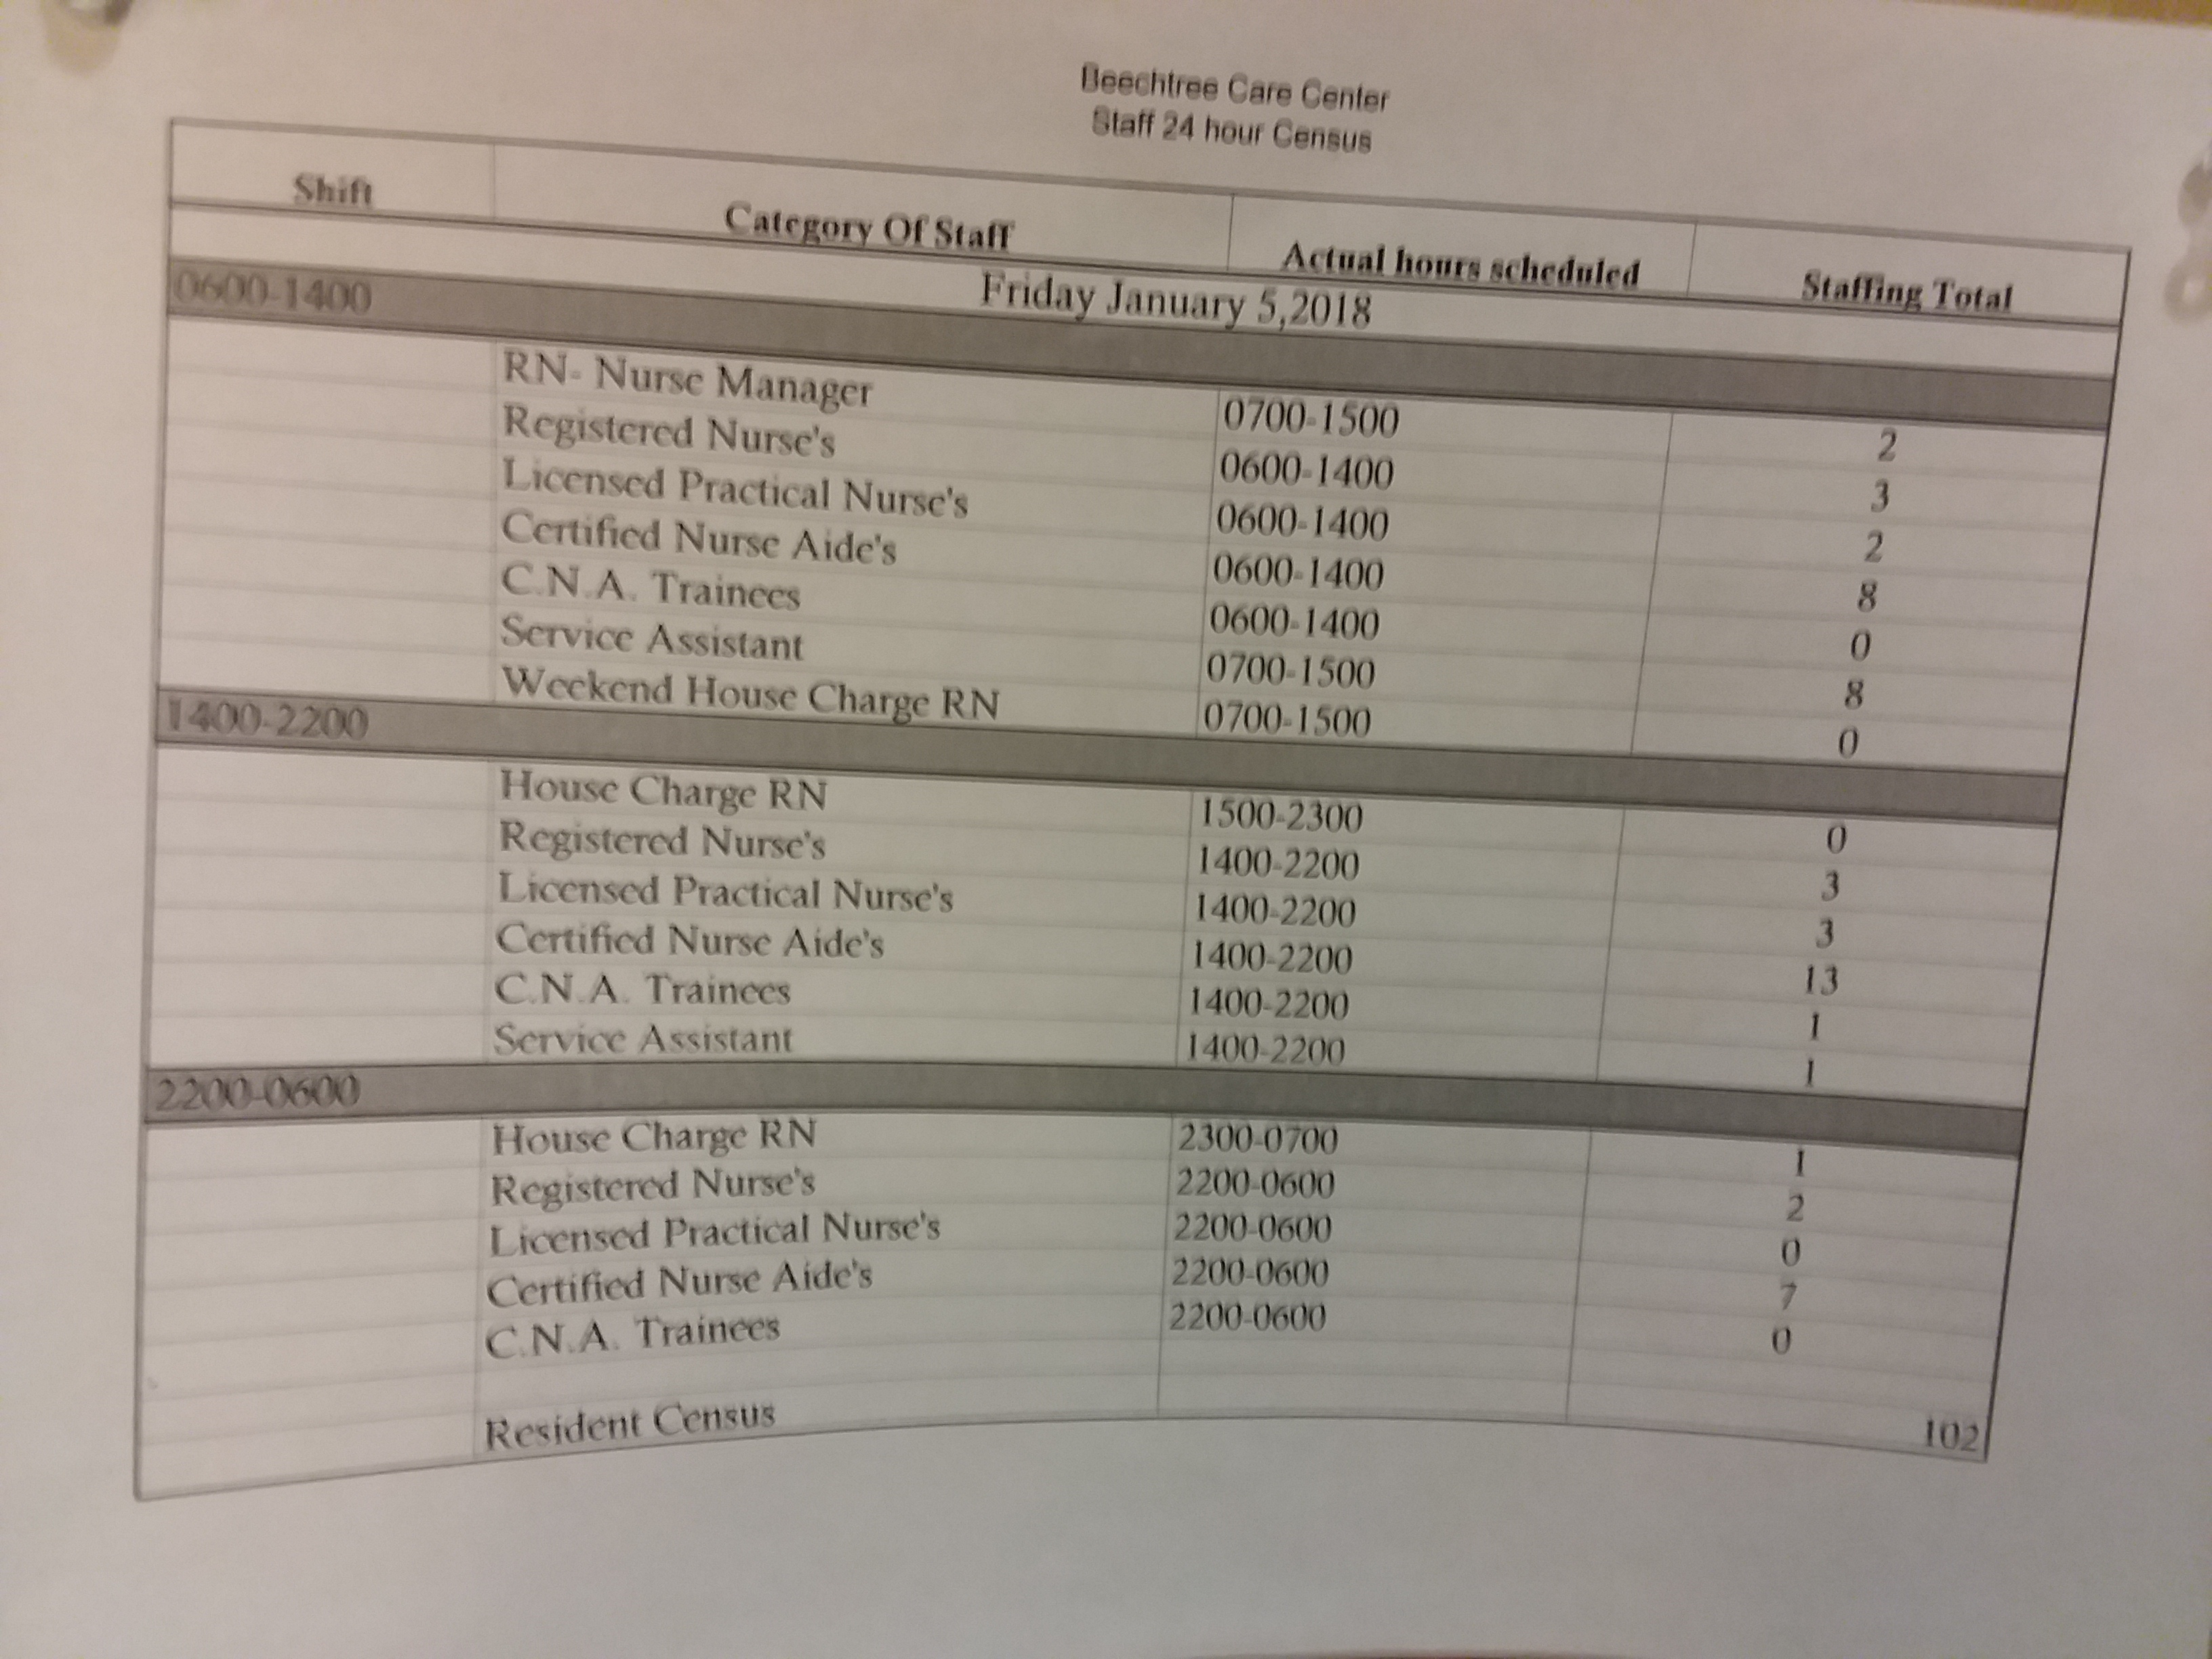 Beechtree Care Center
Staff 24 hour Census
Shift Category Of Staff Actual hours scheduled Staffing Total
Friday January 5,2018
0600-1400
RN- Nurse Manager 0700-1500 2
Registered Nurse's 0600-1400 3
Licensed Practical Nurse's 0600-1400 2
Certified Nurse Aide's 0600-1400 8
C.N.A. Trainees 0600-1400 0
Service Assistant 0700-1500 8
Weekend House Charge RN 0700-1500 0
1400-2200
House Charge RN 1500-2300 0
Registered Nurse's 1400-2200 3
Licensed Practical Nurse's 1400-2200 3
Certified Nurse Aide's 1400-2200 13
C.N.A. Trainees 1400-2200 1
Service Assistant 1400-2200 1
2200-0600
House Charge RN 2300-0700 1
Registered Nurse's 2200-0600 2
Licensed Practical Nurse's 2200-0600 0
Certified Nurse Aide's 2200-0600 7
C.N.A. Trainees 2200-0600 0
Resident Census 102